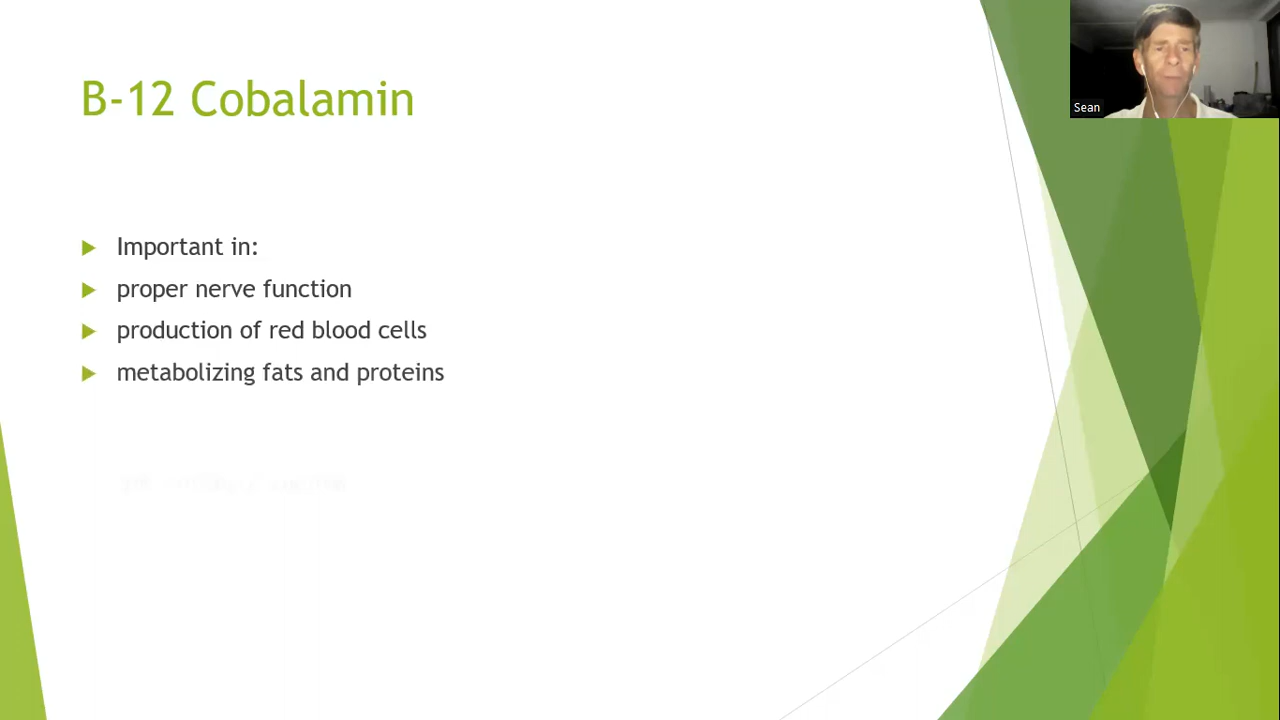 B-12 Cobalamin
Sean
Important in:
proper nerve function
production of red blood cells
metabolizing fats and proteins